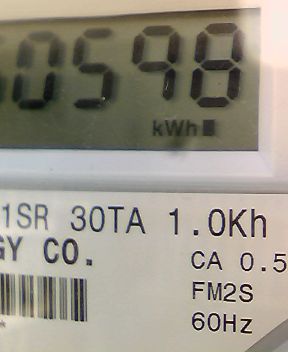 0598
kWh
1SR 30TA 1.0Kh
GY CO.
CA 0.5
FM2S
60Hz